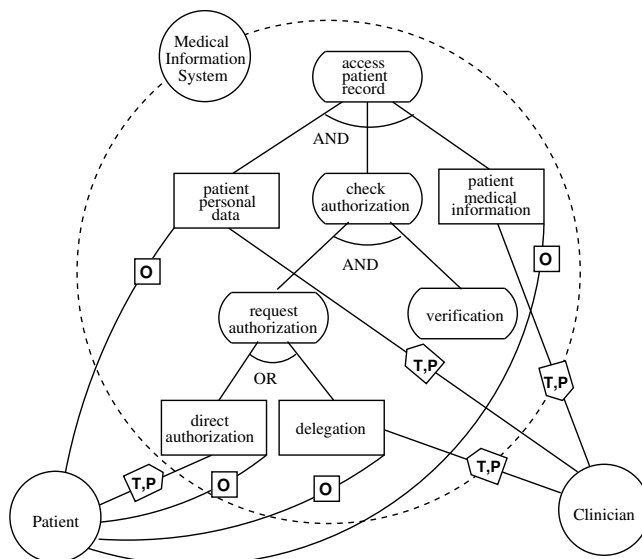 Medical
Information
System
access
patient
record
AND
patient
personal
data
check
authorization
patient
medical
information
O
O
AND
request
authorization
verification
T,P
OR
T,P
direct
authorization
delegation
T,P
T,P
O
O
Patient
Clinician